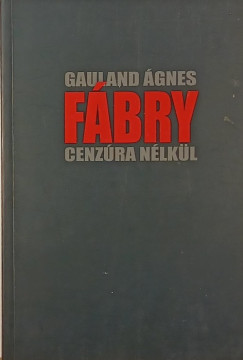 GAULAND ÁGNES
FÁBRY
CENZÚRA NÉLKÜL